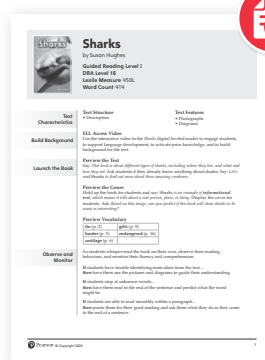 Sharks
Sharks
by Susan Hughes
Guided Reading Level I
DRA Level 16
Lexile Measure 450L
Word Count 414
Text Characteristics
Text Structure
• Description
Text Features
• Photographs
• Diagrams
Build Background
ELL Access Video
Use the interactive video to the Sharks digital leveled reader to engage students,
to support language development, to activate prior knowledge, and to build
background for the text.
Launch the Book
Preview the Text
Say: This book is about different types of sharks, including where they live, and what and
how they eat. Ask students if they already know anything about sharks. Say: Let's
read Sharks to find out more about these amazing creatures.
Preview the Genre
Hold up the book for students and say: Sharks is an example of informational
text, which means it tells about a real person, place, or thing. Display the cover for
students. Ask: Based on this image, can you predict if this book will show sharks to be
scary or interesting?
Preview Vocabulary
fin (p. 2) gills (p. 9)
hunter (p. 5) endangered (p. 16)
cartilage (p. 6)
Observe and Monitor
As students whisper-read the book on their own, observe their reading
behaviors, and monitor their fluency and comprehension.
If students have trouble identifying main ideas from the text...
then have them use the pictures and diagrams to guide their understanding.
If students stop at unknown words...
then have them read to the end of the sentence and predict what the word
might be.
If students are able to read smoothly within a paragraph...
then praise them for their good reading and ask them what they do as they come
to the end of a sentence.
Pearson © Copyright 2025
1